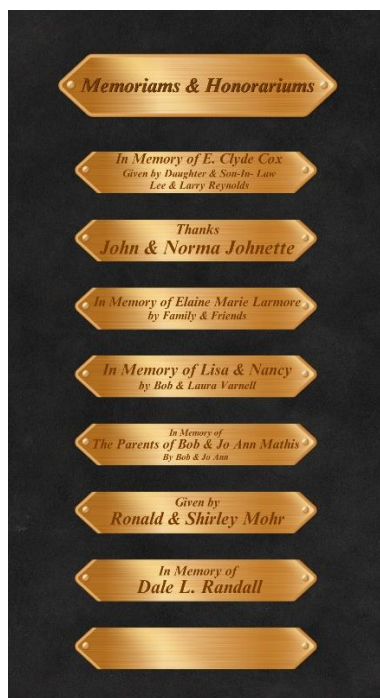 Memoriams & Honorariums
In Memory of E. Clyde Cox
Given by Daughter & Son-In- Law
Lee & Larry Reynolds
Thanks
John & Norma Johnette
In Memory of Elaine Marie Larmore
by Family & Friends
In Memory of Lisa & Nancy
by Bob & Laura Varnell
In Memory of
The Parents of Bob & Jo Ann Mathis
By Bob & Jo Ann
Given by
Ronald & Shirley Mohr
In Memory of
Dale L. Randall